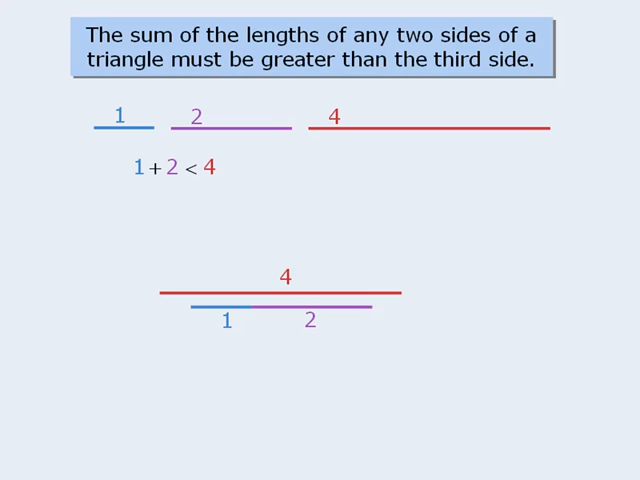 The sum of the lengths of any two sides of a
triangle must be greater than the third side.
1 2 4
1 + 2 < 4
4
1 2